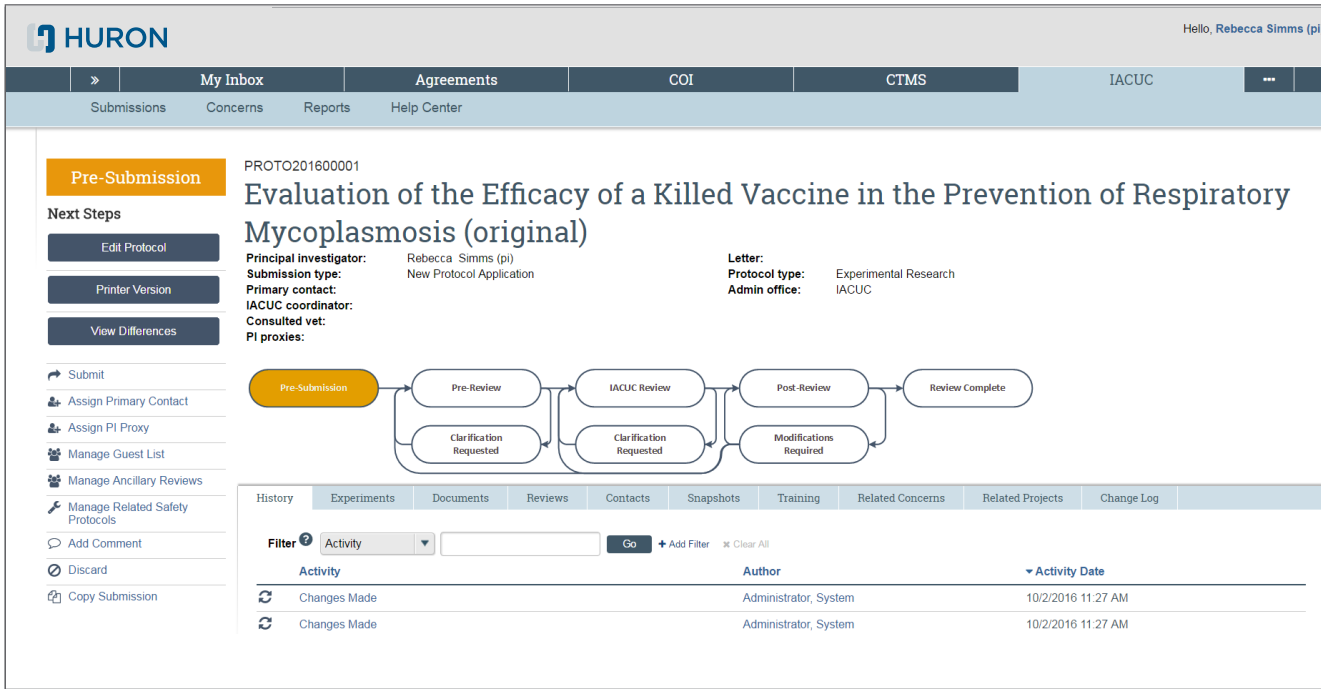 HURON
Hello, Rebecca Simms (pi
» My Inbox Agreements COI CTMS IACUC ...
Submissions Concerns Reports Help Center
Pre-Submission
Next Steps
Edit Protocol
Printer Version
View Differences
Submit
Assign Primary Contact
Assign PI Proxy
Manage Guest List
Manage Ancillary Reviews
Manage Related Safety
Protocols
Add Comment
Discard
Copy Submission
PROTO201600001
Evaluation of the Efficacy of a Killed Vaccine in the Prevention of Respiratory
Mycoplasmosis (original)
Principal investigator: Rebecca Simms (pi)
Submission type: New Protocol Application
Primary contact:
IACUC coordinator:
Consulted vet:
PI proxies:
Letter:
Protocol type: Experimental Research
Admin office: IACUC
Pre-Submission Pre-Review IACUC Review Post-Review Review Complete
Clarification
Requested
Clarification
Requested
Modifications
Required
History Experiments Documents Reviews Contacts Snapshots Training Related Concerns Related Projects Change Log
Filter ? Activity Go + Add Filter × Clear All
Activity Author Activity Date
Changes Made Administrator, System 10/2/2016 11:27 AM
Changes Made Administrator, System 10/2/2016 11:27 AM